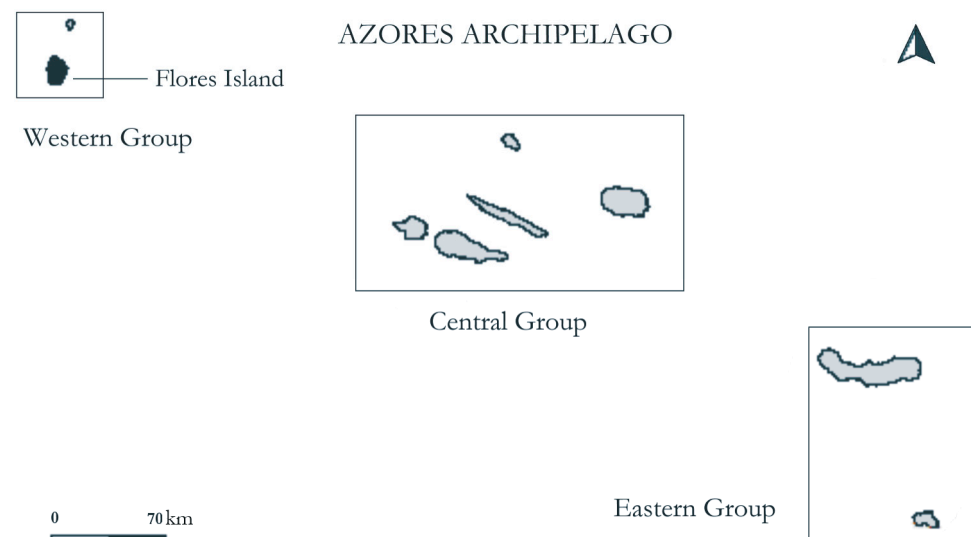 AZORES ARCHIPELAGO
Flores Island
Western Group
Central Group
Eastern Group
0 70 km